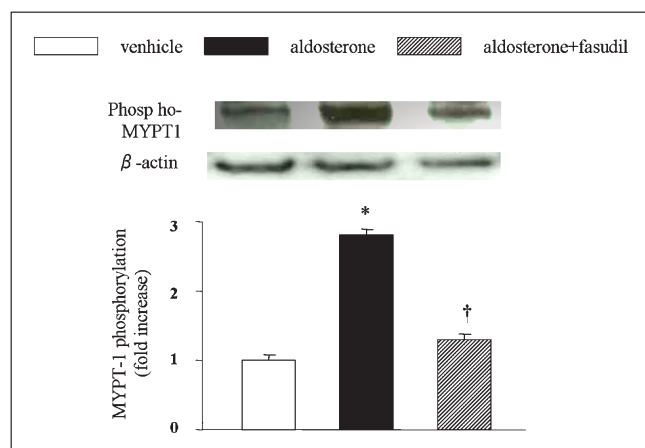 venhicle aldosterone aldosterone+fasudil
Phosp ho-
MYPT1
β-actin
MYPT-1 phosphorylation
(fold increase)
3
*
2
†
1
0